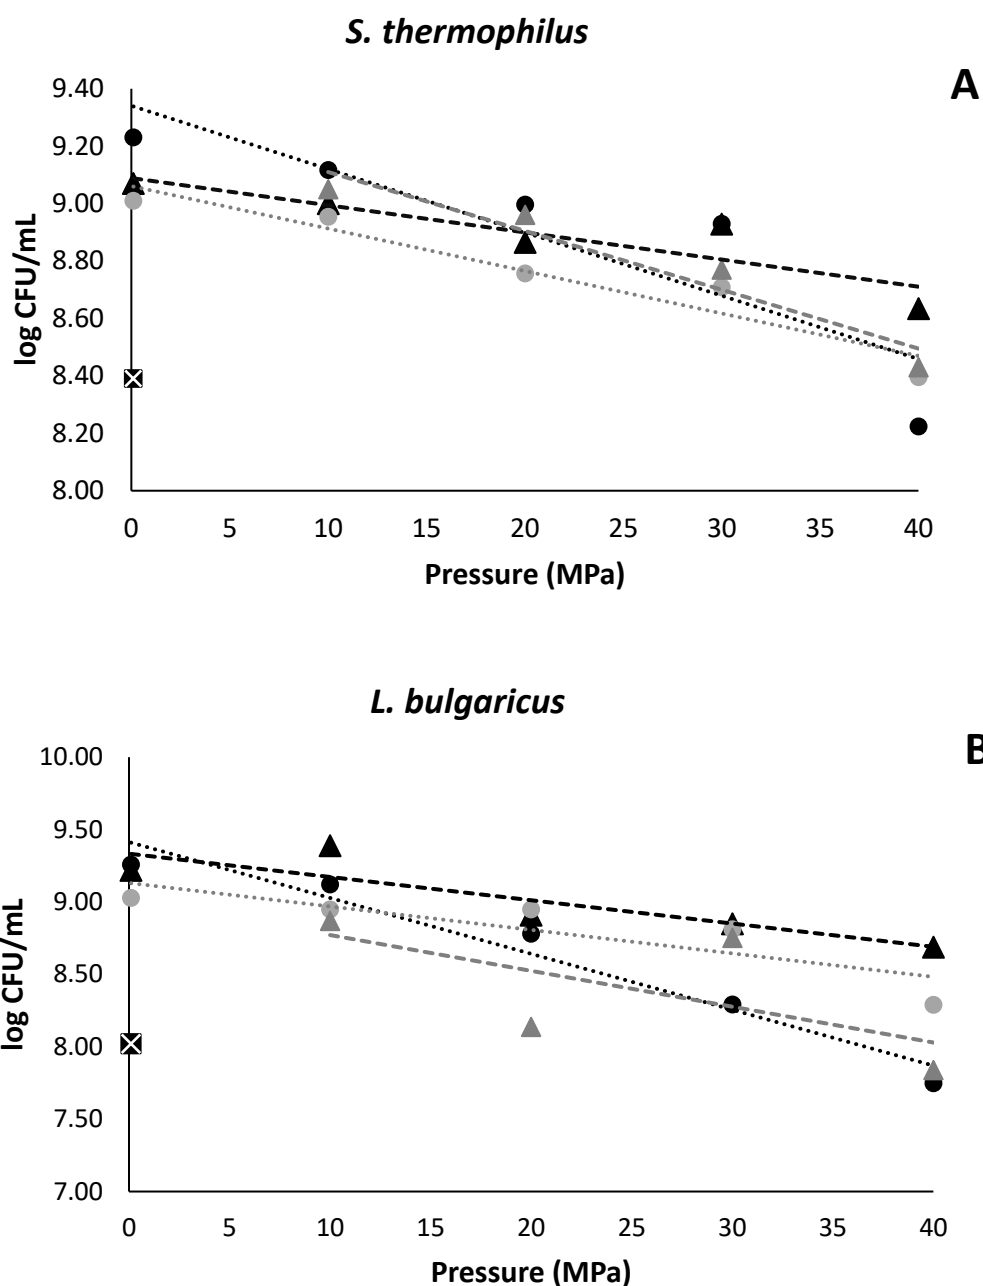 S. thermophilus
A
9.40
9.20
9.00
8.80
8.60
8.40
8.20
8.00
log CFU/mL
0 5 10 15 20 25 30 35 40
Pressure (MPa)
L. bulgaricus
B
10.00
9.50
9.00
8.50
8.00
7.50
7.00
log CFU/mL
0 5 10 15 20 25 30 35 40
Pressure (MPa)